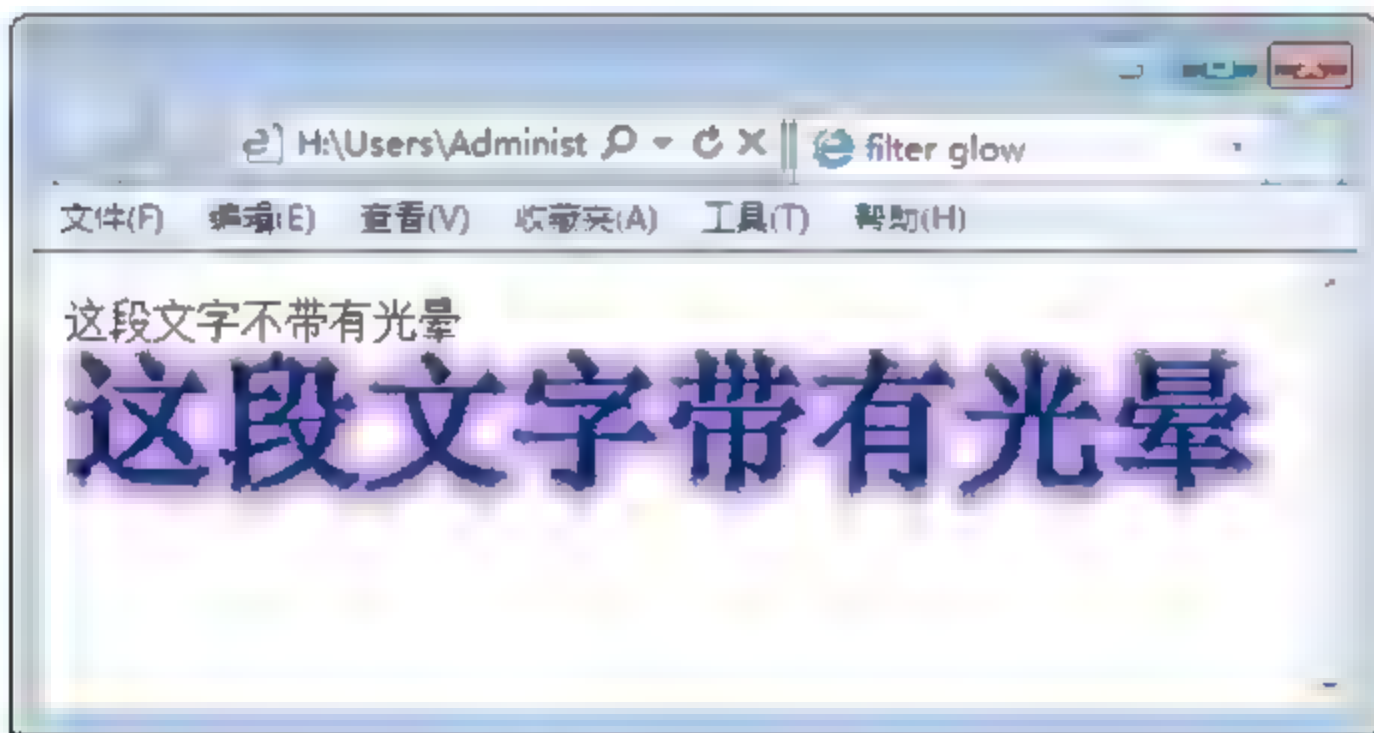 H:\Users\Administ filter glow
文件(F) 编辑(E) 查看(V) 收藏夹(A) 工具(T) 帮助(H)
这段文字不带有光晕
这段文字带有光晕